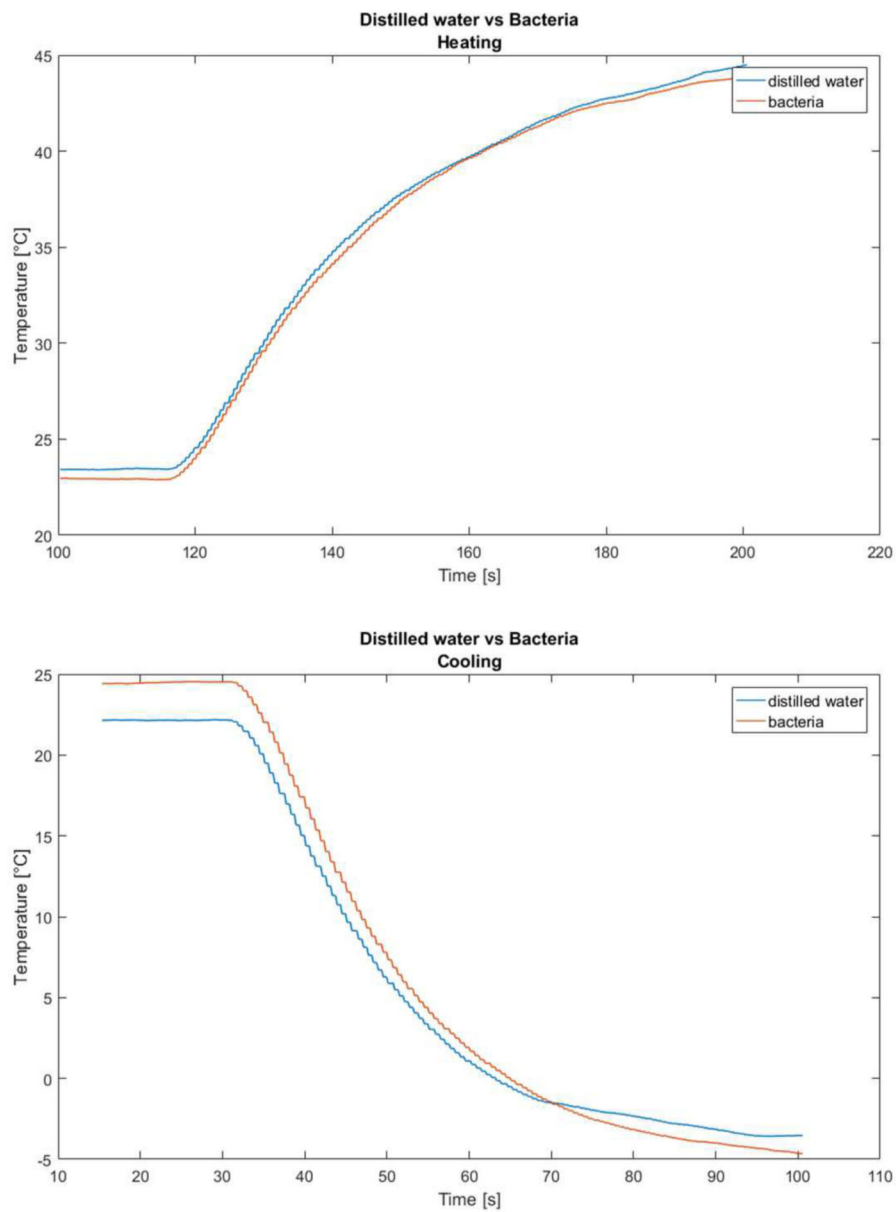 Distilled water vs Bacteria
Heating
45
40
35
30
25
20
Temperature [°C]
distilled water
bacteria
100 120 140 160 180 200 220
Time [s]
Distilled water vs Bacteria
Cooling
25
20
15
10
5
0
-5
Temperature [°C]
distilled water
bacteria
10 20 30 40 50 60 70 80 90 100 110
Time [s]